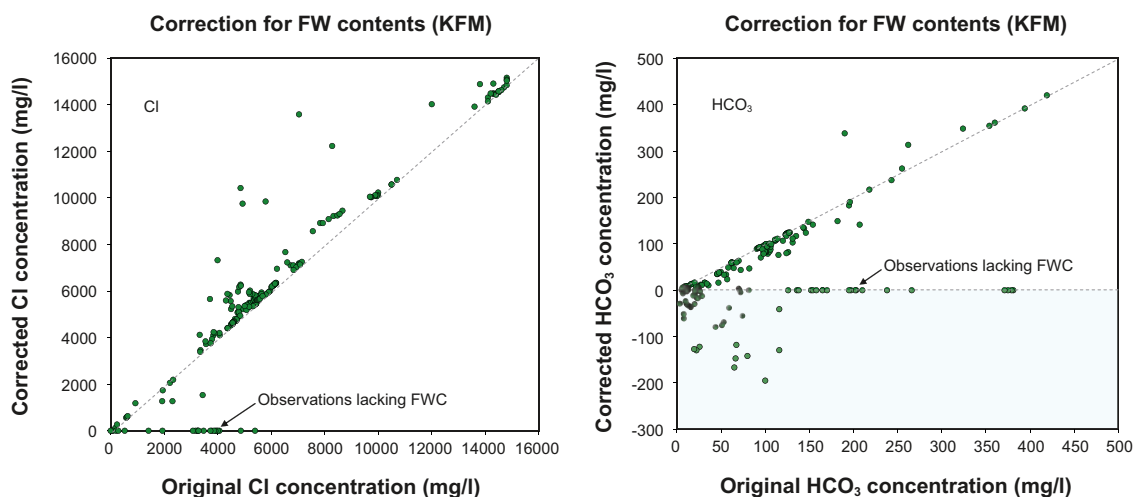 Correction for FW contents (KFM)
Corrected Cl concentration (mg/l)
16000
14000
12000
10000
8000
6000
4000
2000
0
Cl
Observations lacking FWC
0 2000 4000 6000 8000 10000 12000 14000 16000
Original Cl concentration (mg/l)
Correction for FW contents (KFM)
Corrected HCO₃ concentration (mg/l)
500
400
300
200
100
0
-100
-200
-300
HCO₃
Observations lacking FWC
0 50 100 150 200 250 300 350 400 450 500
Original HCO₃ concentration (mg/l)